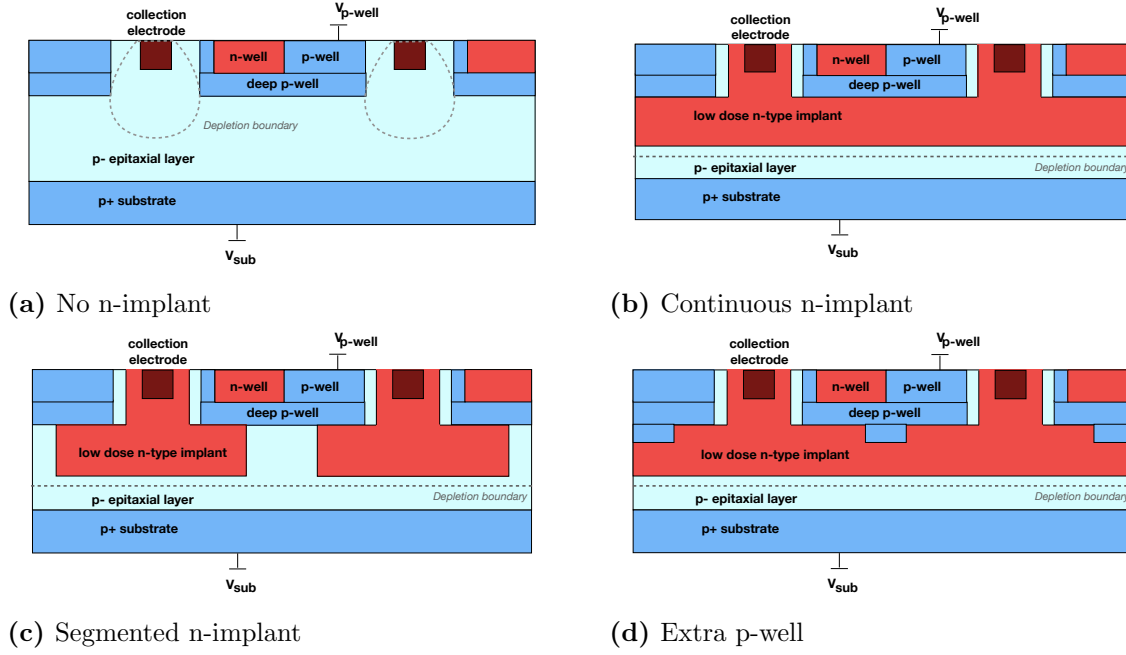 collection
electrode
Vp-well
n-well
p-well
deep p-well
Depletion boundary
p- epitaxial layer
p+ substrate
Vsub
(a) No n-implant
collection
electrode
Vp-well
n-well
p-well
deep p-well
low dose n-type implant
p- epitaxial layer
Depletion boundary
p+ substrate
Vsub
(b) Continuous n-implant
collection
electrode
Vp-well
n-well
p-well
deep p-well
low dose n-type implant
p- epitaxial layer
Depletion boundary
p+ substrate
Vsub
(c) Segmented n-implant
collection
electrode
Vp-well
n-well
p-well
deep p-well
low dose n-type implant
p- epitaxial layer
Depletion boundary
p+ substrate
Vsub
(d) Extra p-well